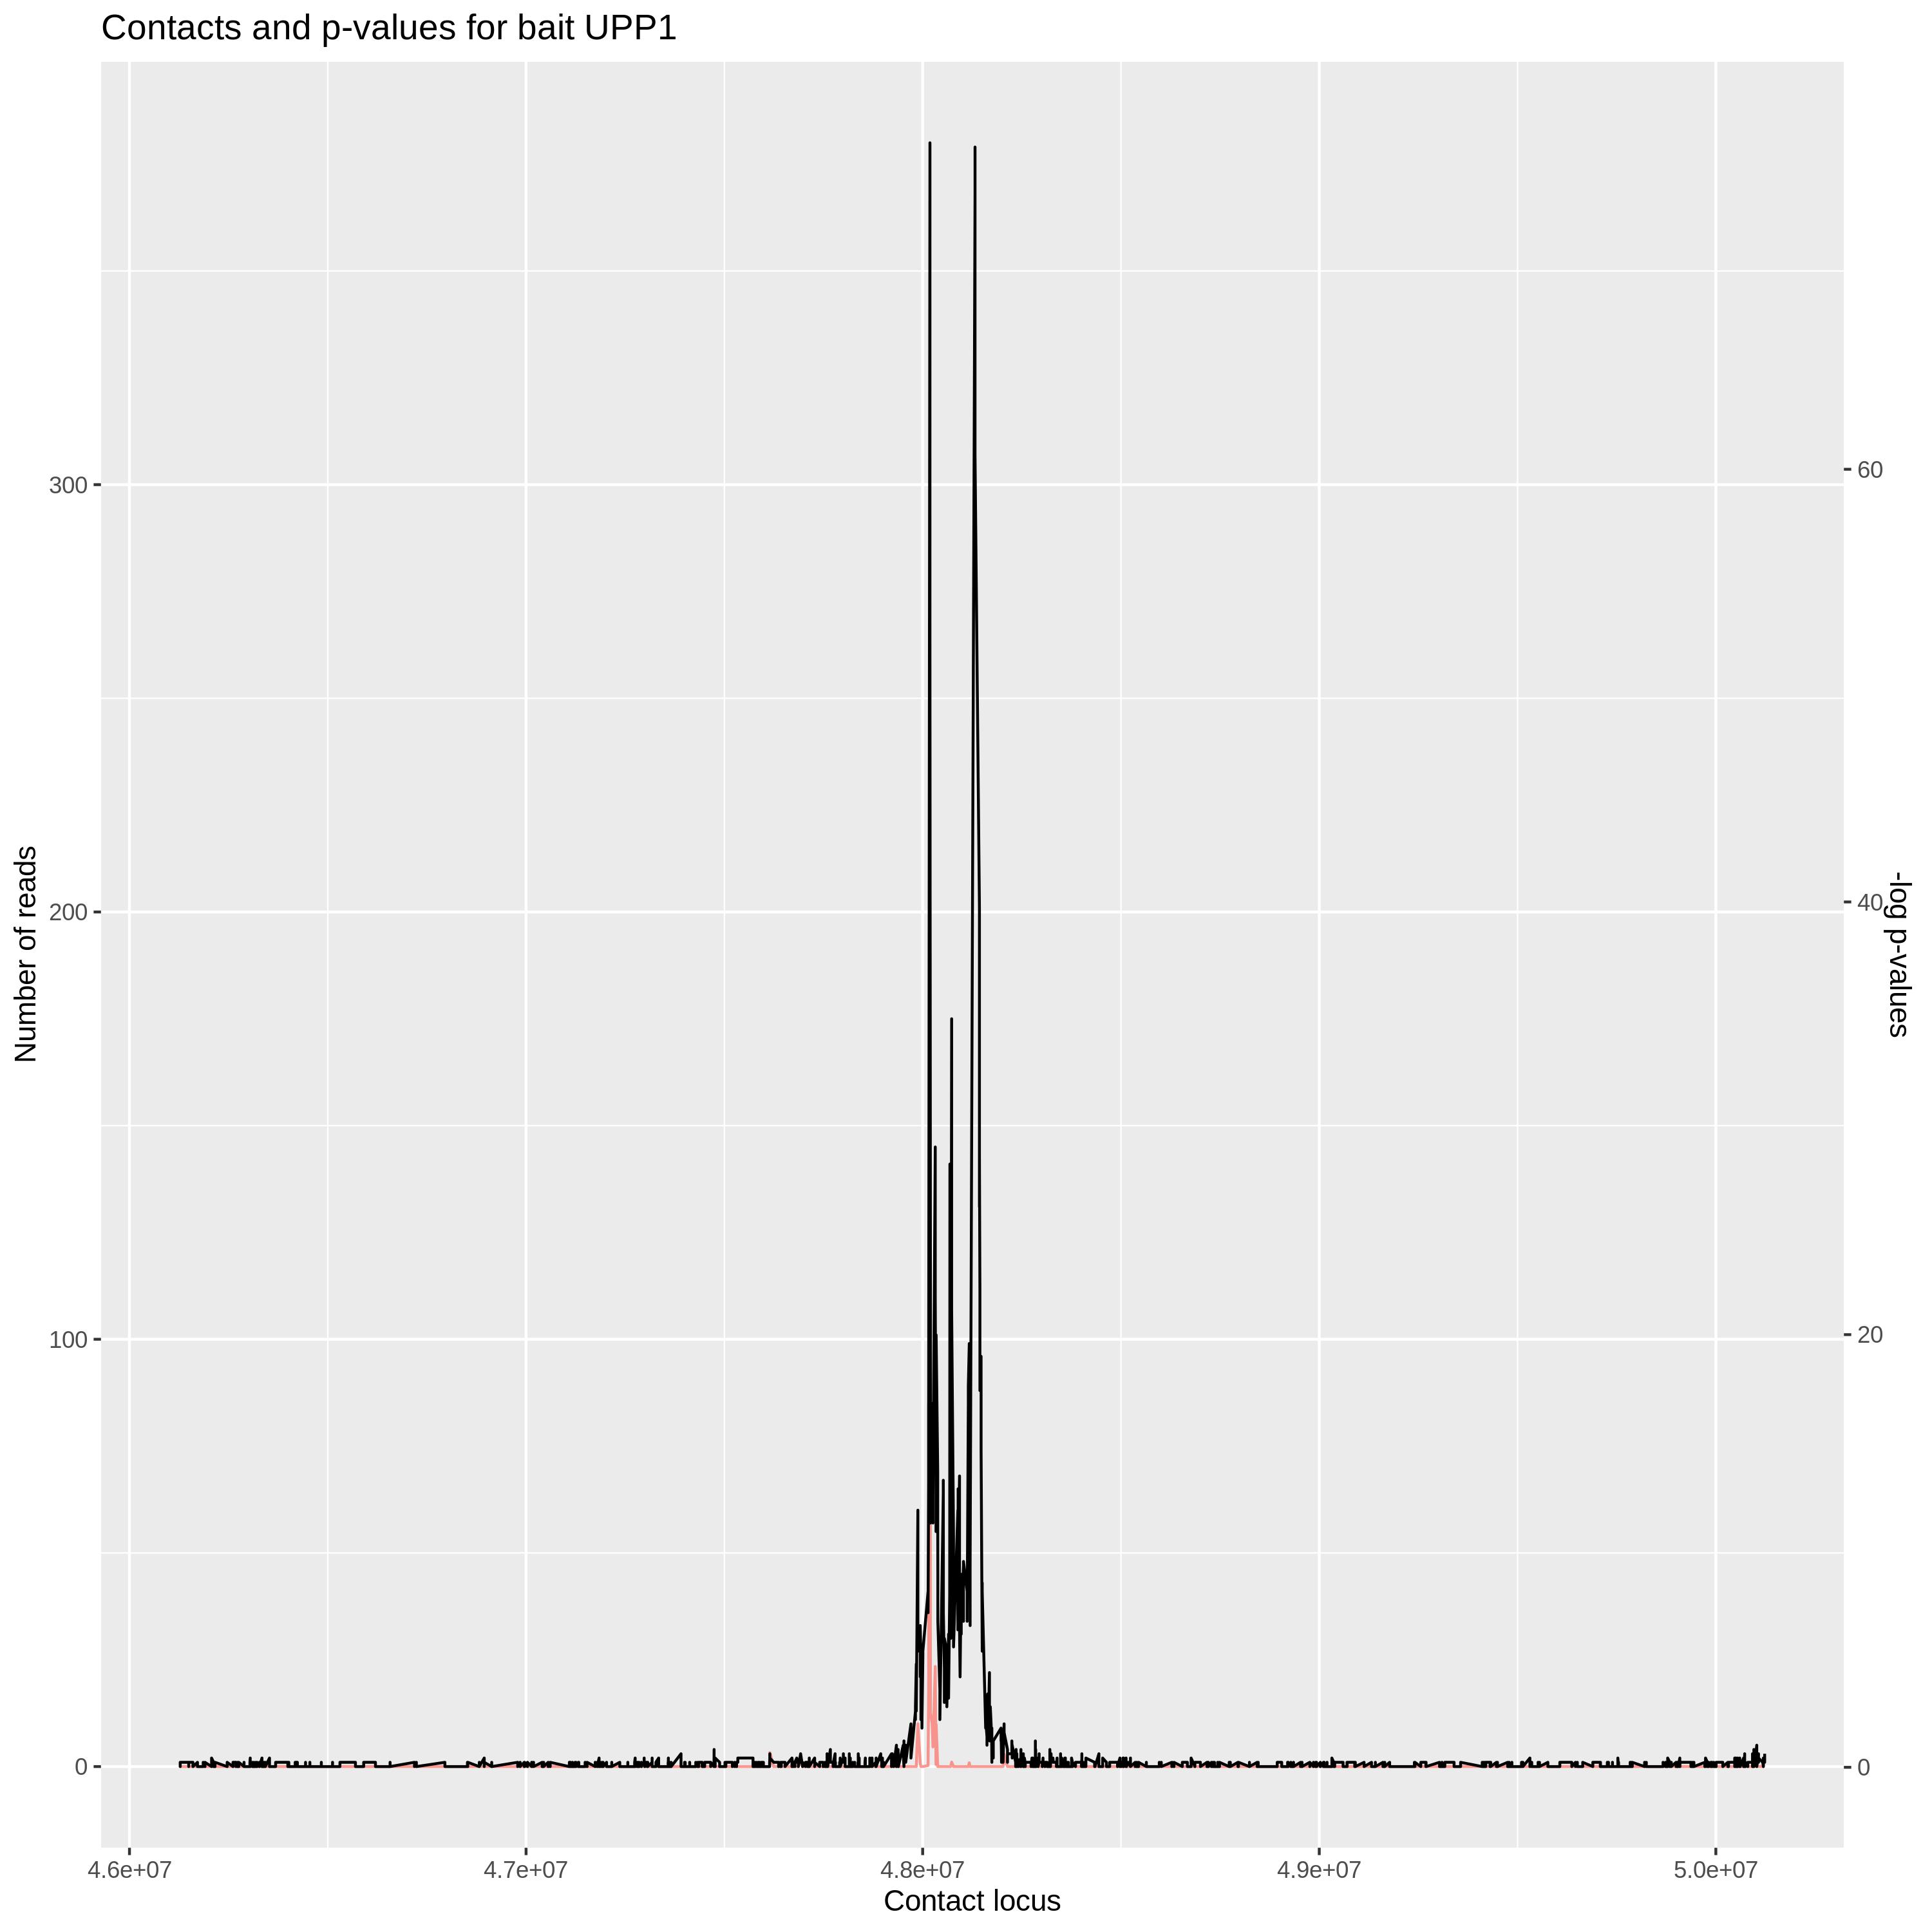 Contacts and p-values for bait UPP1
Number of reads
300
200
100
0
60
40
20
0
-log p-values
4.6e+07 4.7e+07 4.8e+07 4.9e+07 5.0e+07
Contact locus